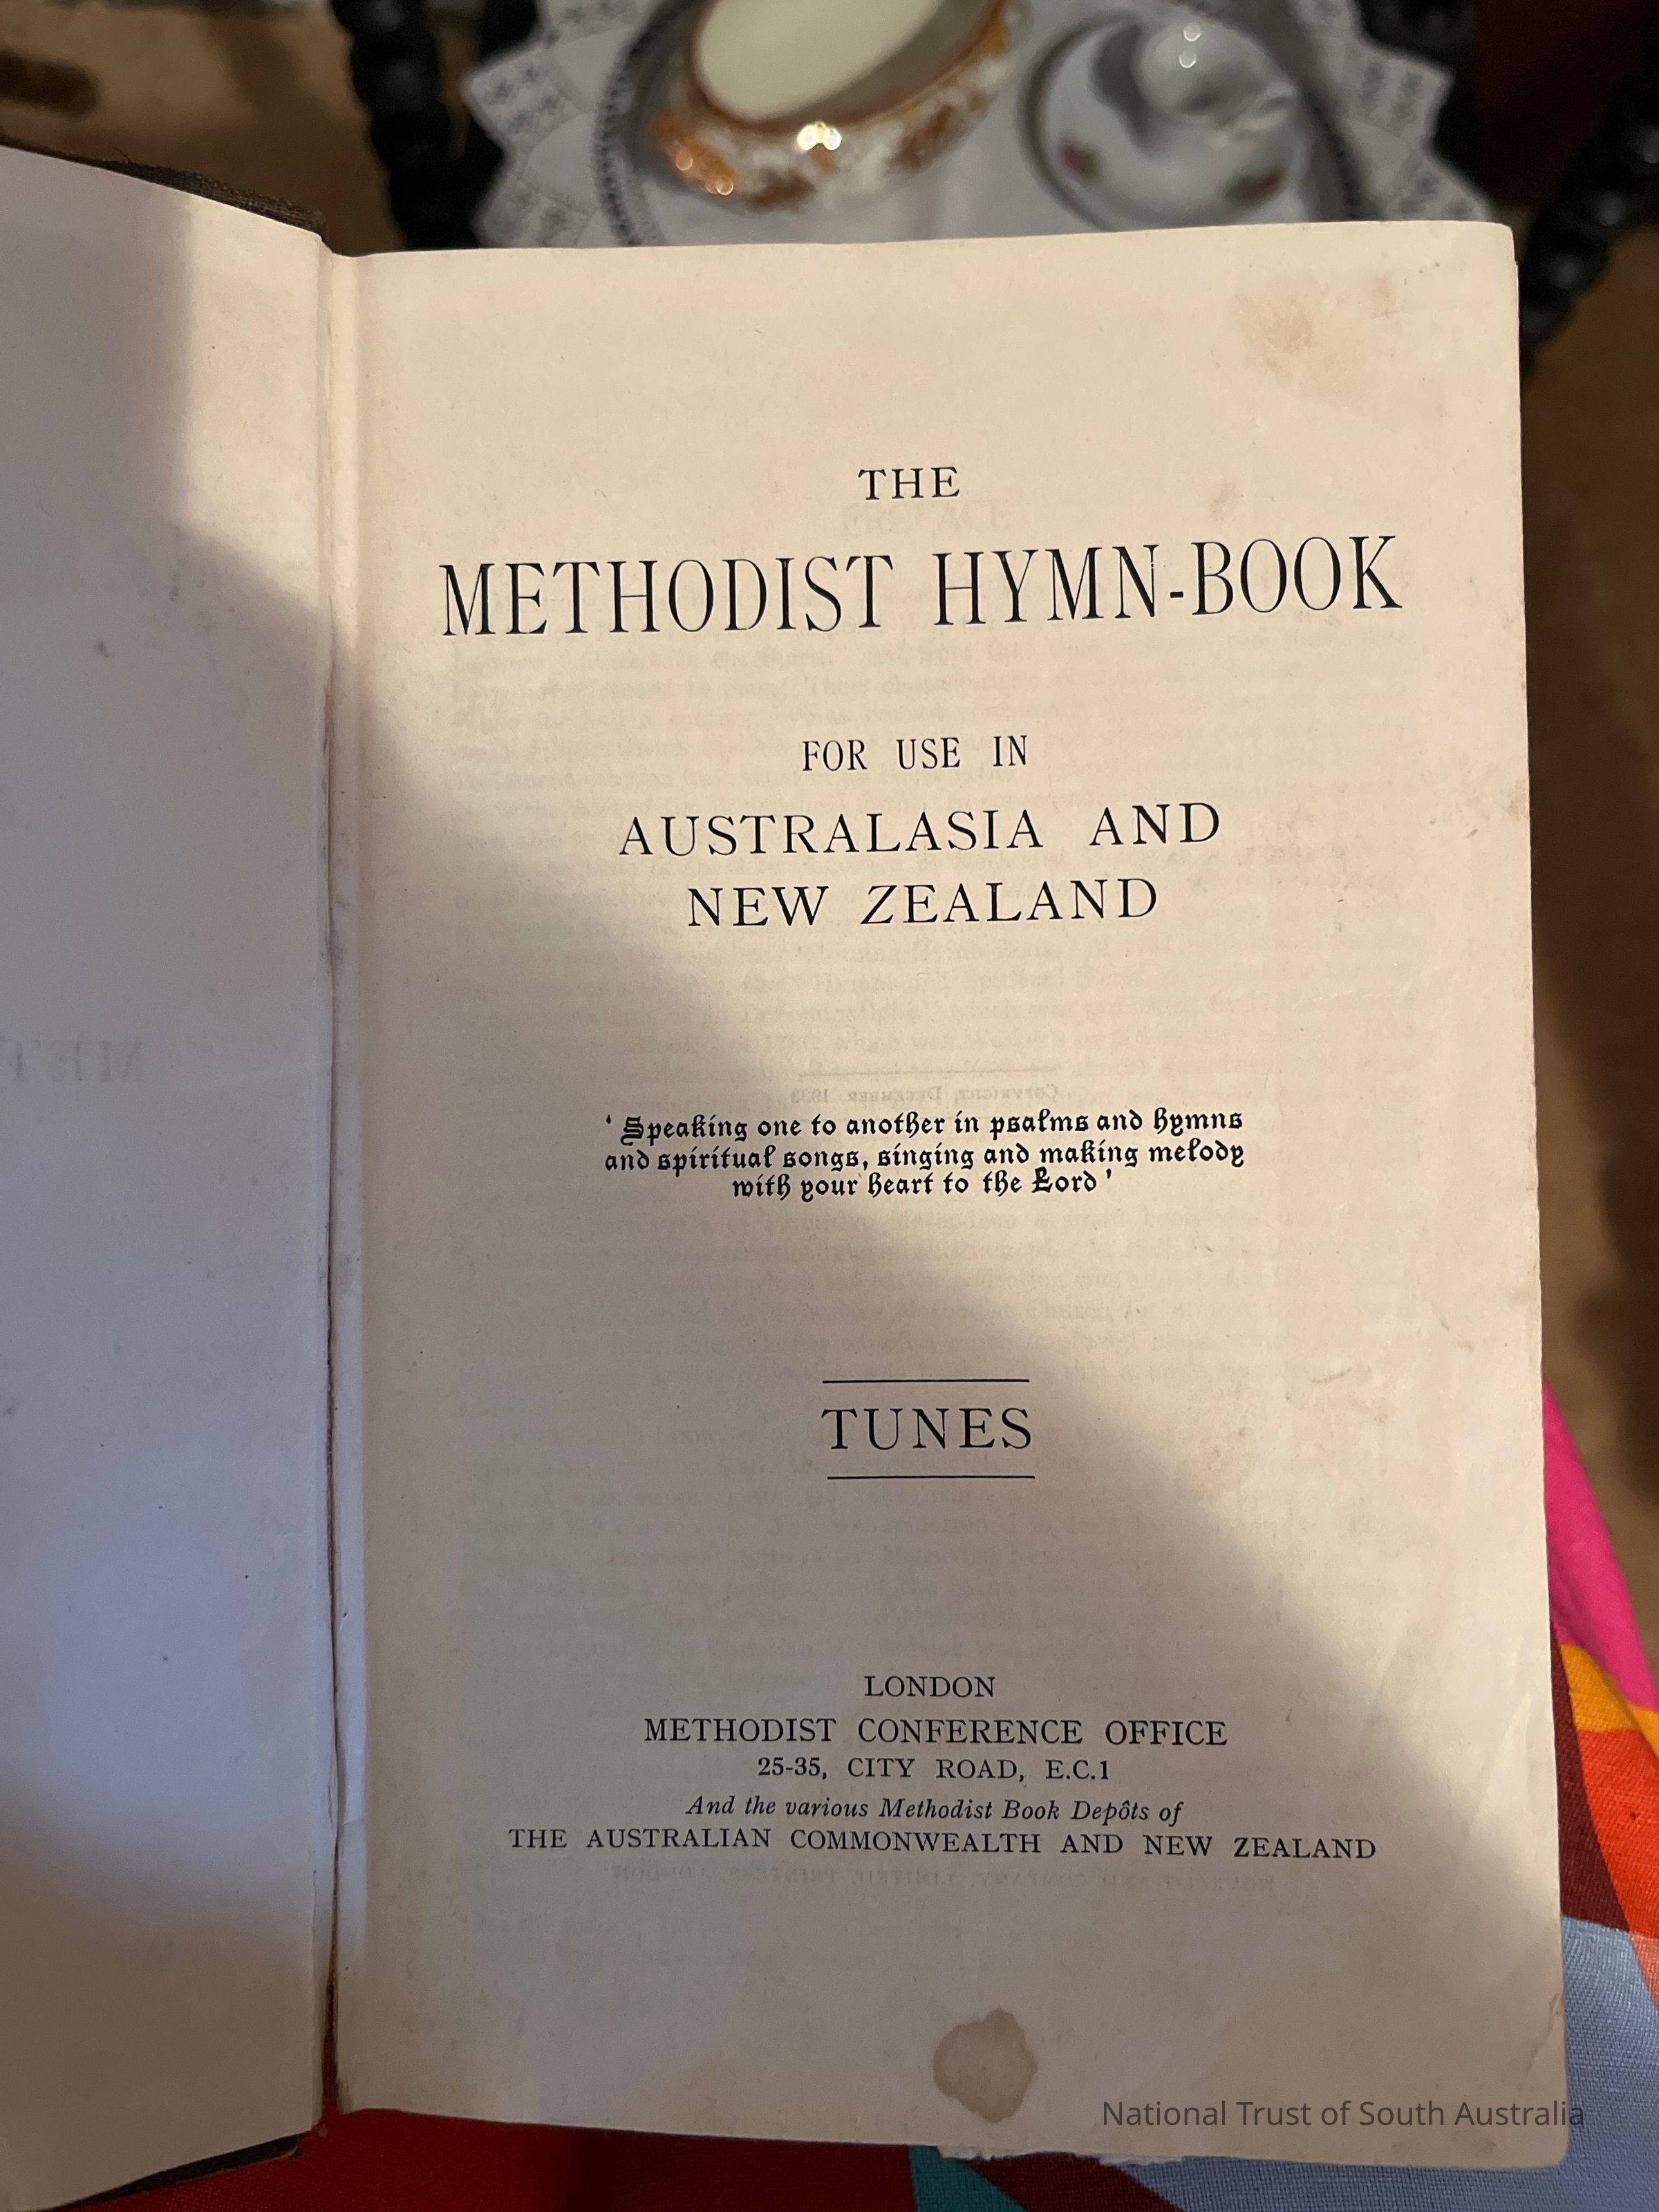 THE
METHODIST HYMN-BOOK
FOR USE IN
AUSTRALASIA AND
NEW ZEALAND
COPYRIGHT, DECEMBER 1933
‘Speaking one to another in psalms and hymns
and spiritual songs, singing and making melody
with your heart to the Lord’
TUNES
LONDON
METHODIST CONFERENCE OFFICE
25-35, CITY ROAD, E.C.1
And the various Methodist Book Depôts of
THE AUSTRALIAN COMMONWEALTH AND NEW ZEALAND
National Trust of South Australia